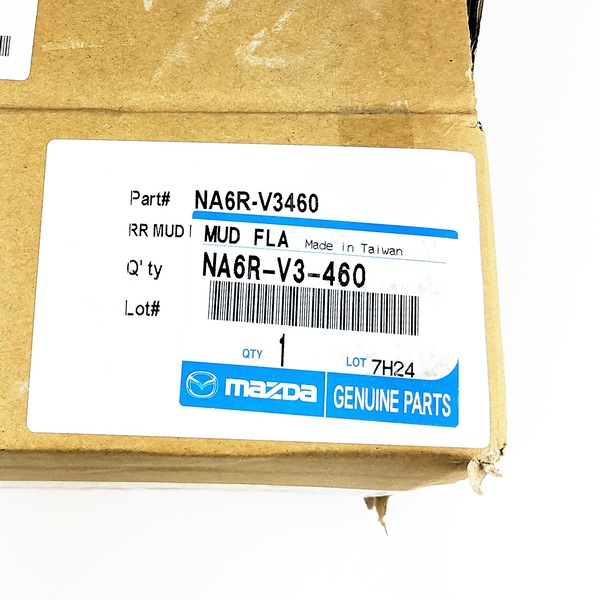 Part# NA6R-V3460
RR MUD
MUD FLA Made in Taiwan
Q'ty
NA6R-V3-460
Lot#
QTY 1 LOT 7H24
mazda GENUINE PARTS